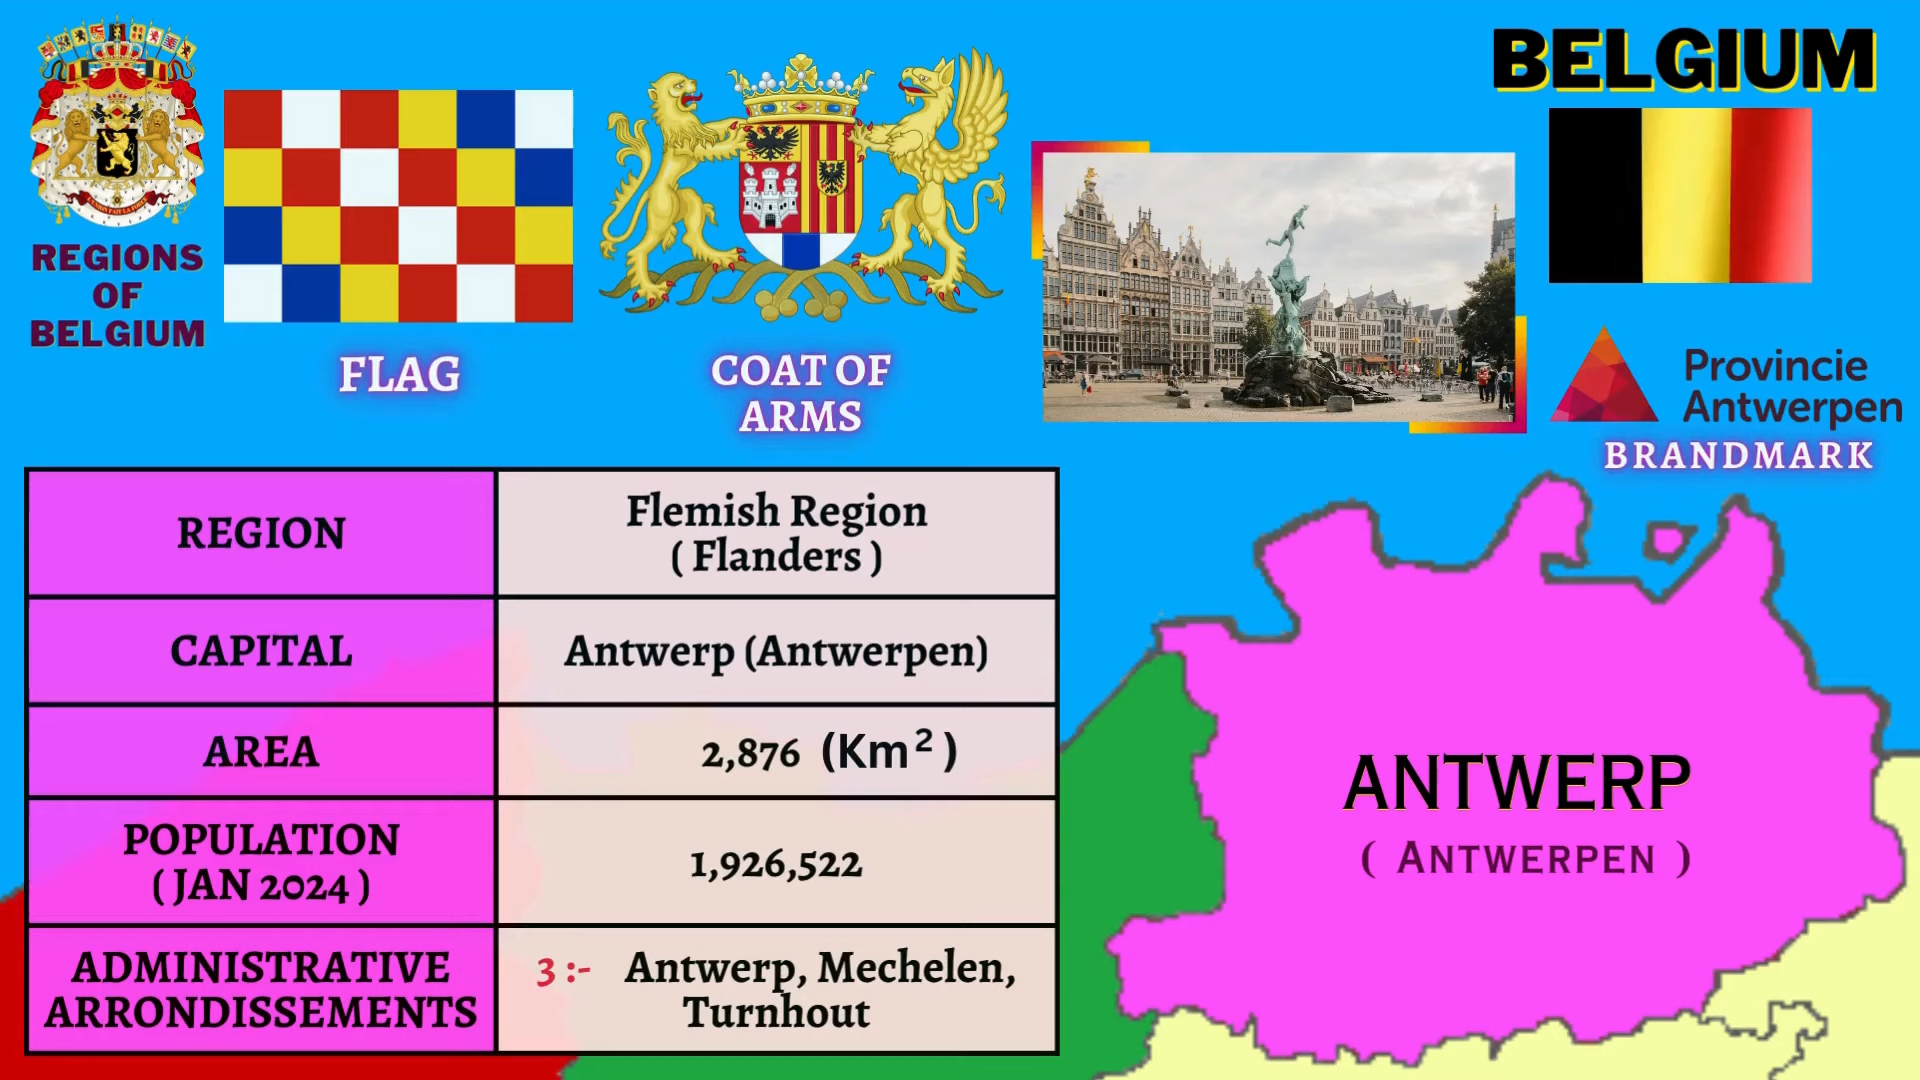 BELGIUM
REGIONS
OF
BELGIUM
FLAG
COAT OF
ARMS
Provincie
Antwerpen
BRANDMARK
REGION
Flemish Region
( Flanders )
CAPITAL
Antwerp (Antwerpen)
AREA
2,876 (Km²)
POPULATION
( JAN 2024 )
1,926,522
ADMINISTRATIVE
ARRONDISSEMENTS
3 :- Antwerp, Mechelen,
Turnhout
ANTWERP
( ANTWERPEN )